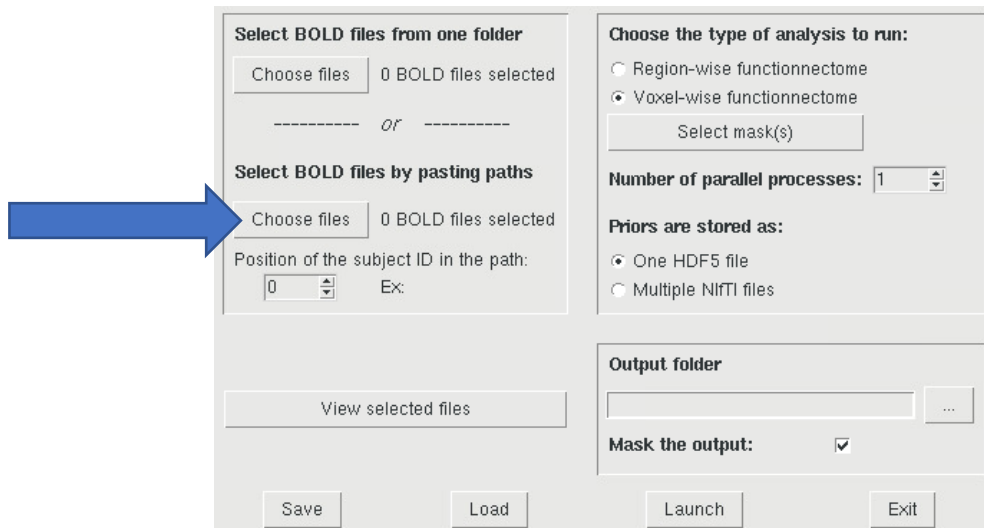 Select BOLD files from one folder
Choose files
0 BOLD files selected
---------- or ----------
Select BOLD files by pasting paths
Choose files
0 BOLD files selected
Position of the subject ID in the path:
0
Ex:
View selected files
Choose the type of analysis to run:
Region-wise functionnectome
Voxel-wise functionnectome
Select mask(s)
Number of parallel processes: 1
Priors are stored as:
One HDF5 file
Multiple NIfTI files
Output folder
...
Mask the output:
Save
Load
Launch
Exit